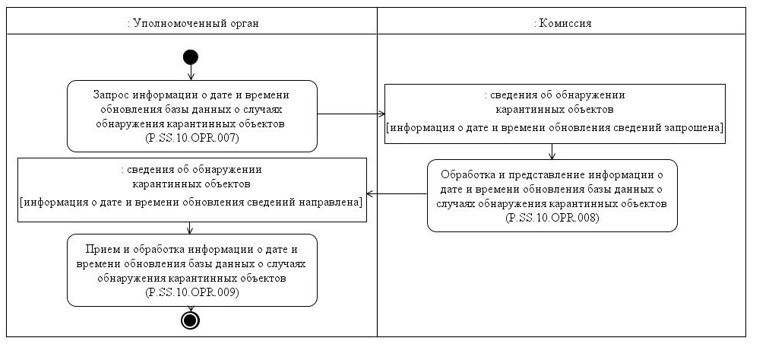 : Уполномоченный орган
: Комиссия
Запрос информации о дате и времени
обновления базы данных о случаях
обнаружения карантинных объектов
(P.SS.10.OPR.007)
: сведения об обнаружении
карантинных объектов
[информация о дате и времени обновления сведений запрошена]
Обработка и представление информации о
дате и времени обновления базы данных о
случаях обнаружения карантинных объектов
(P.SS.10.OPR.008)
: сведения об обнаружении
карантинных объектов
[информация о дате и времени обновления сведений направлена]
Прием и обработка информации о дате и
времени обновления базы данных о случаях
обнаружения карантинных объектов
(P.SS.10.OPR.009)